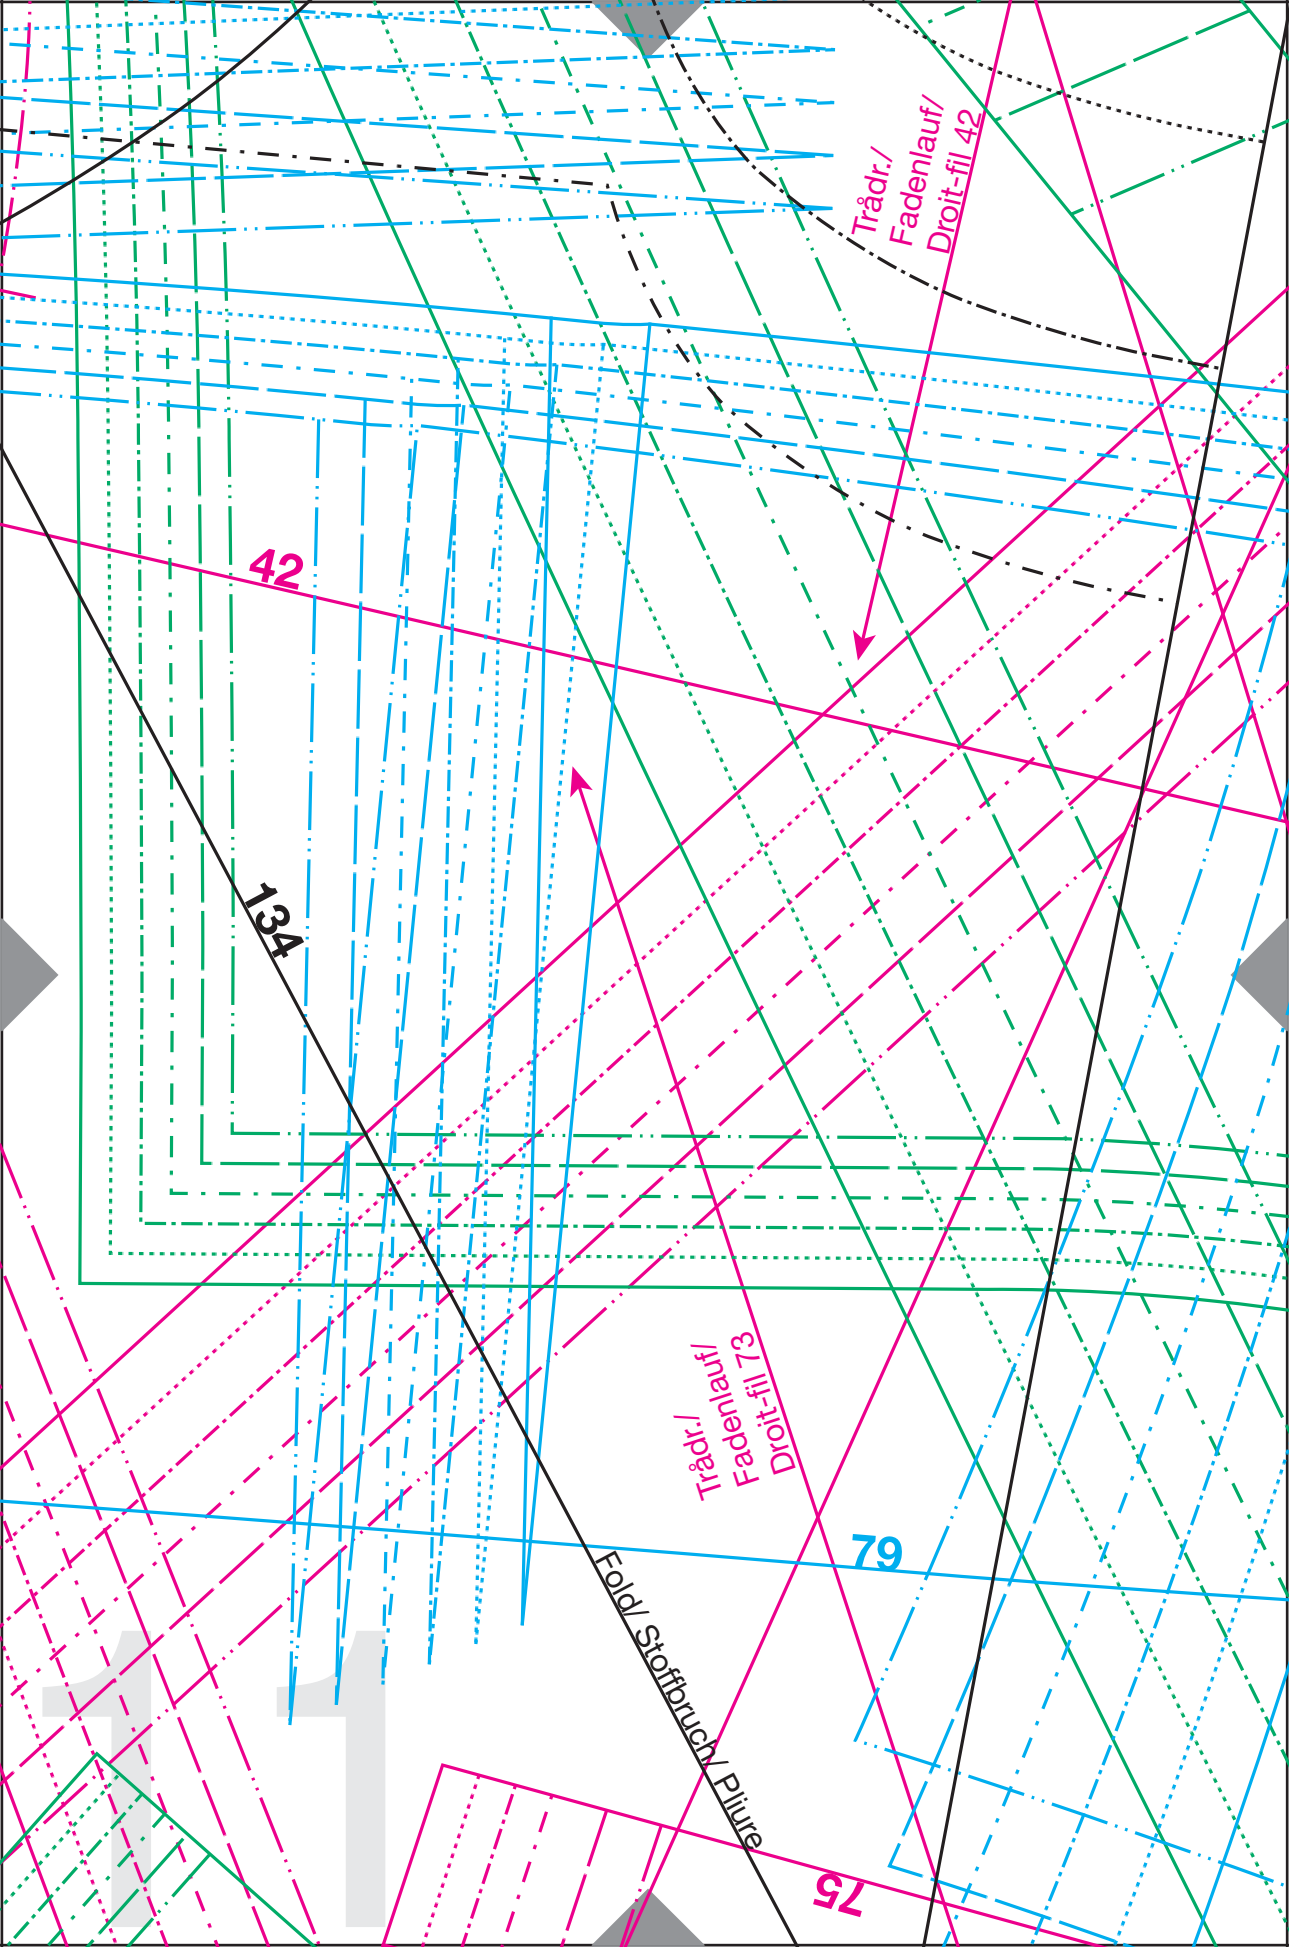 Trådr./
Fadenlauf/
Droit-fil 42
42
134
Trådr./
Fadenlauf/
Droit-fil 73
79
Fold/ Stoffbruch/ Pliure
11
75